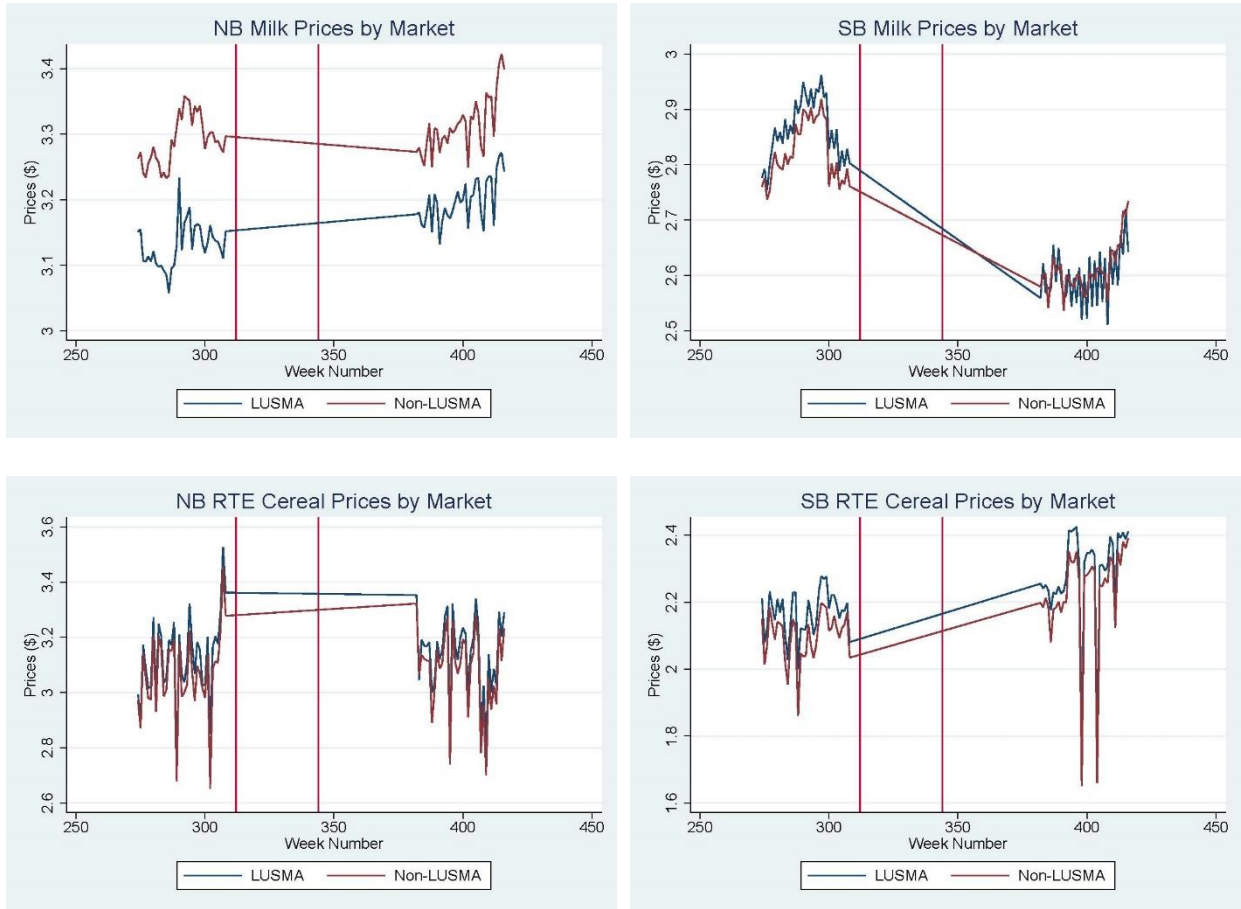 NB Milk Prices by Market
Prices ($)
3.4
3.3
3.2
3.1
3
250 300 350 400 450
Week Number
LUSMA Non-LUSMA
SB Milk Prices by Market
Prices ($)
3
2.9
2.8
2.7
2.6
2.5
250 300 350 400 450
Week Number
LUSMA Non-LUSMA
NB RTE Cereal Prices by Market
Prices ($)
3.6
3.4
3.2
3
2.8
2.6
250 300 350 400 450
Week Number
LUSMA Non-LUSMA
SB RTE Cereal Prices by Market
Prices ($)
2.4
2.2
2
1.8
1.6
250 300 350 400 450
Week Number
LUSMA Non-LUSMA